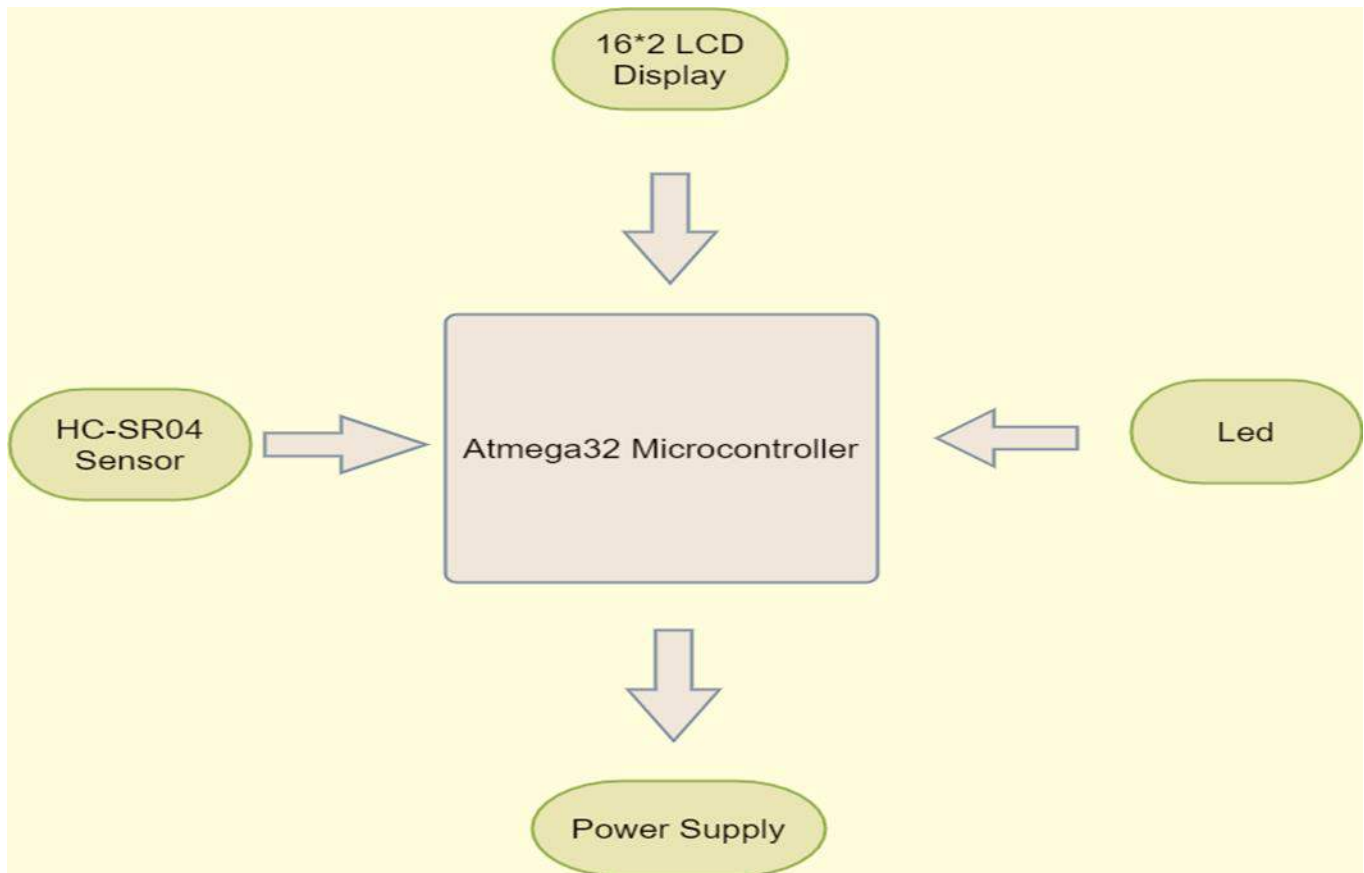 16*2 LCD
Display
HC-SR04
Sensor
Atmega32 Microcontroller
Led
Power Supply